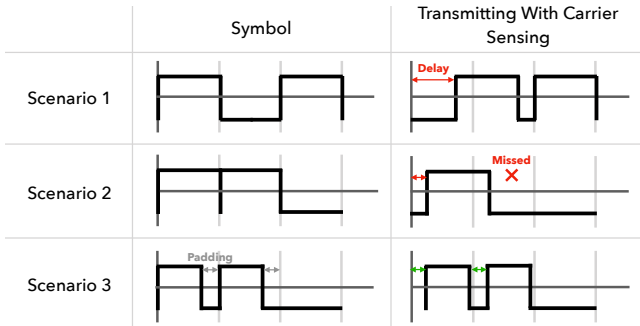 Symbol
Transmitting With Carrier
Sensing
Scenario 1
Delay
Scenario 2
Missed
Scenario 3
Padding